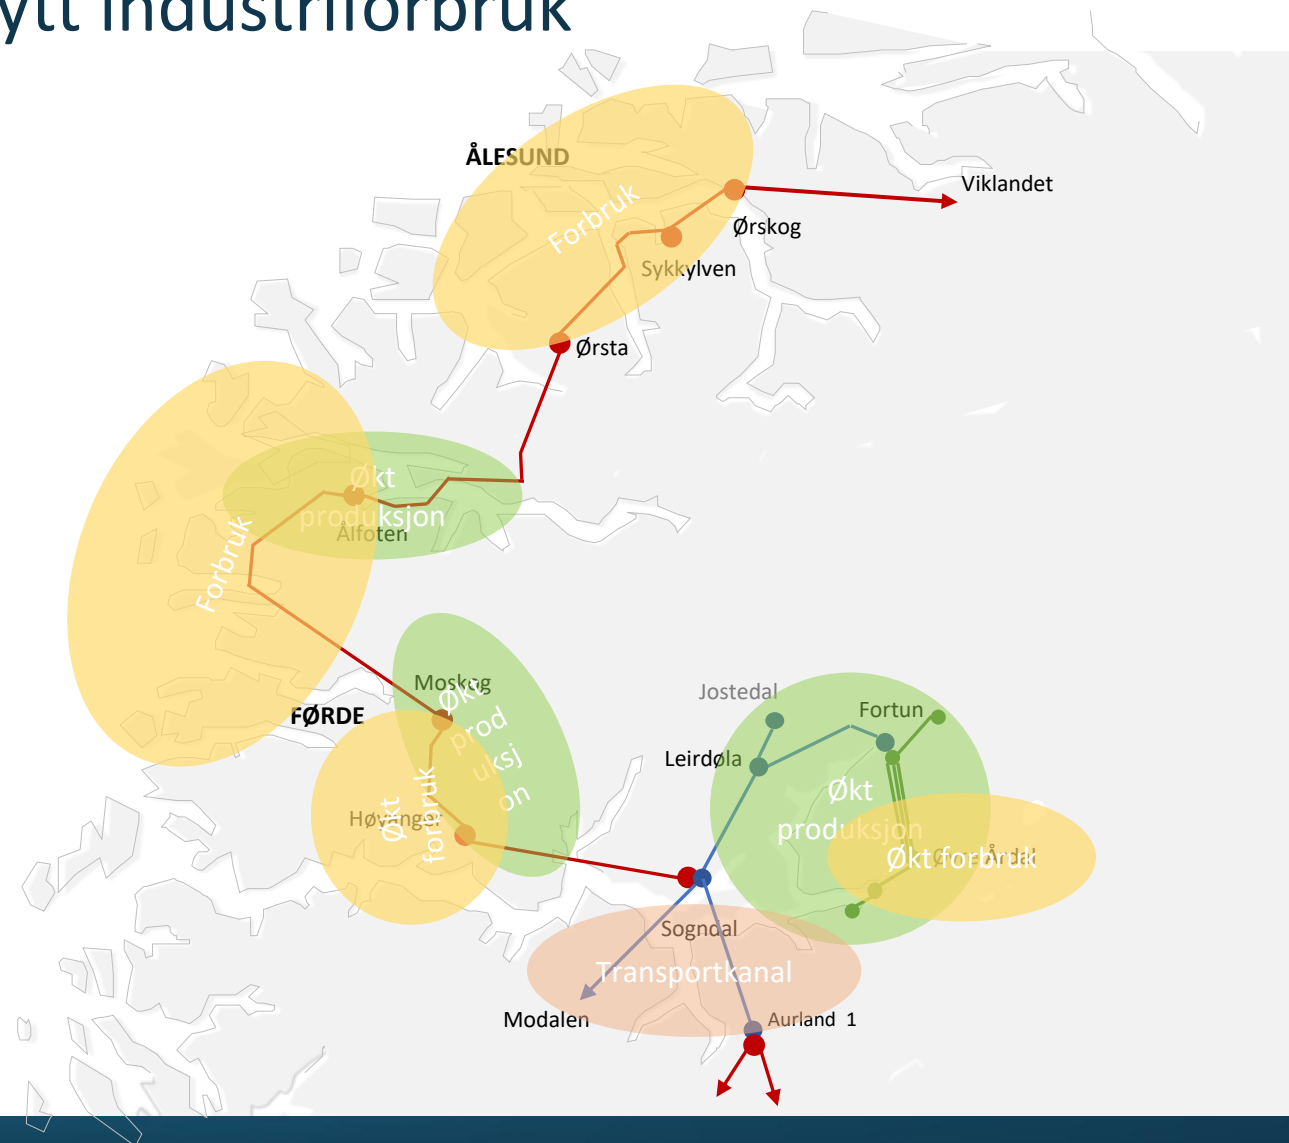 ytt industriforbruk
ÅLESUND
Viklandet
Forbruk
Ørskog
Sykkylven
Ørsta
Økt
produksjon
Ålfoten
Forbruk
Moskog
FØRDE
Økt
prod
uksj
on
Jostedal
Fortun
Leirdøla
Økt
produksjon
Høyanger
Økt
forbruk
Økt forbruk
Årdal
Sogndal
Transportkanal
Modalen
Aurland 1